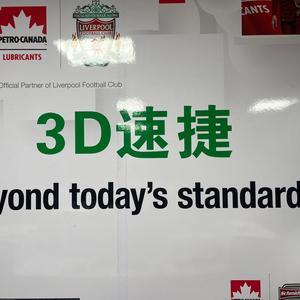 PETRO-CANADA
LUBRICANTS
LIVERPOOL
FOOTBALL CLUB
CANTS
Official Partner of Liverpool Football Club
3D速捷
yond today's standard